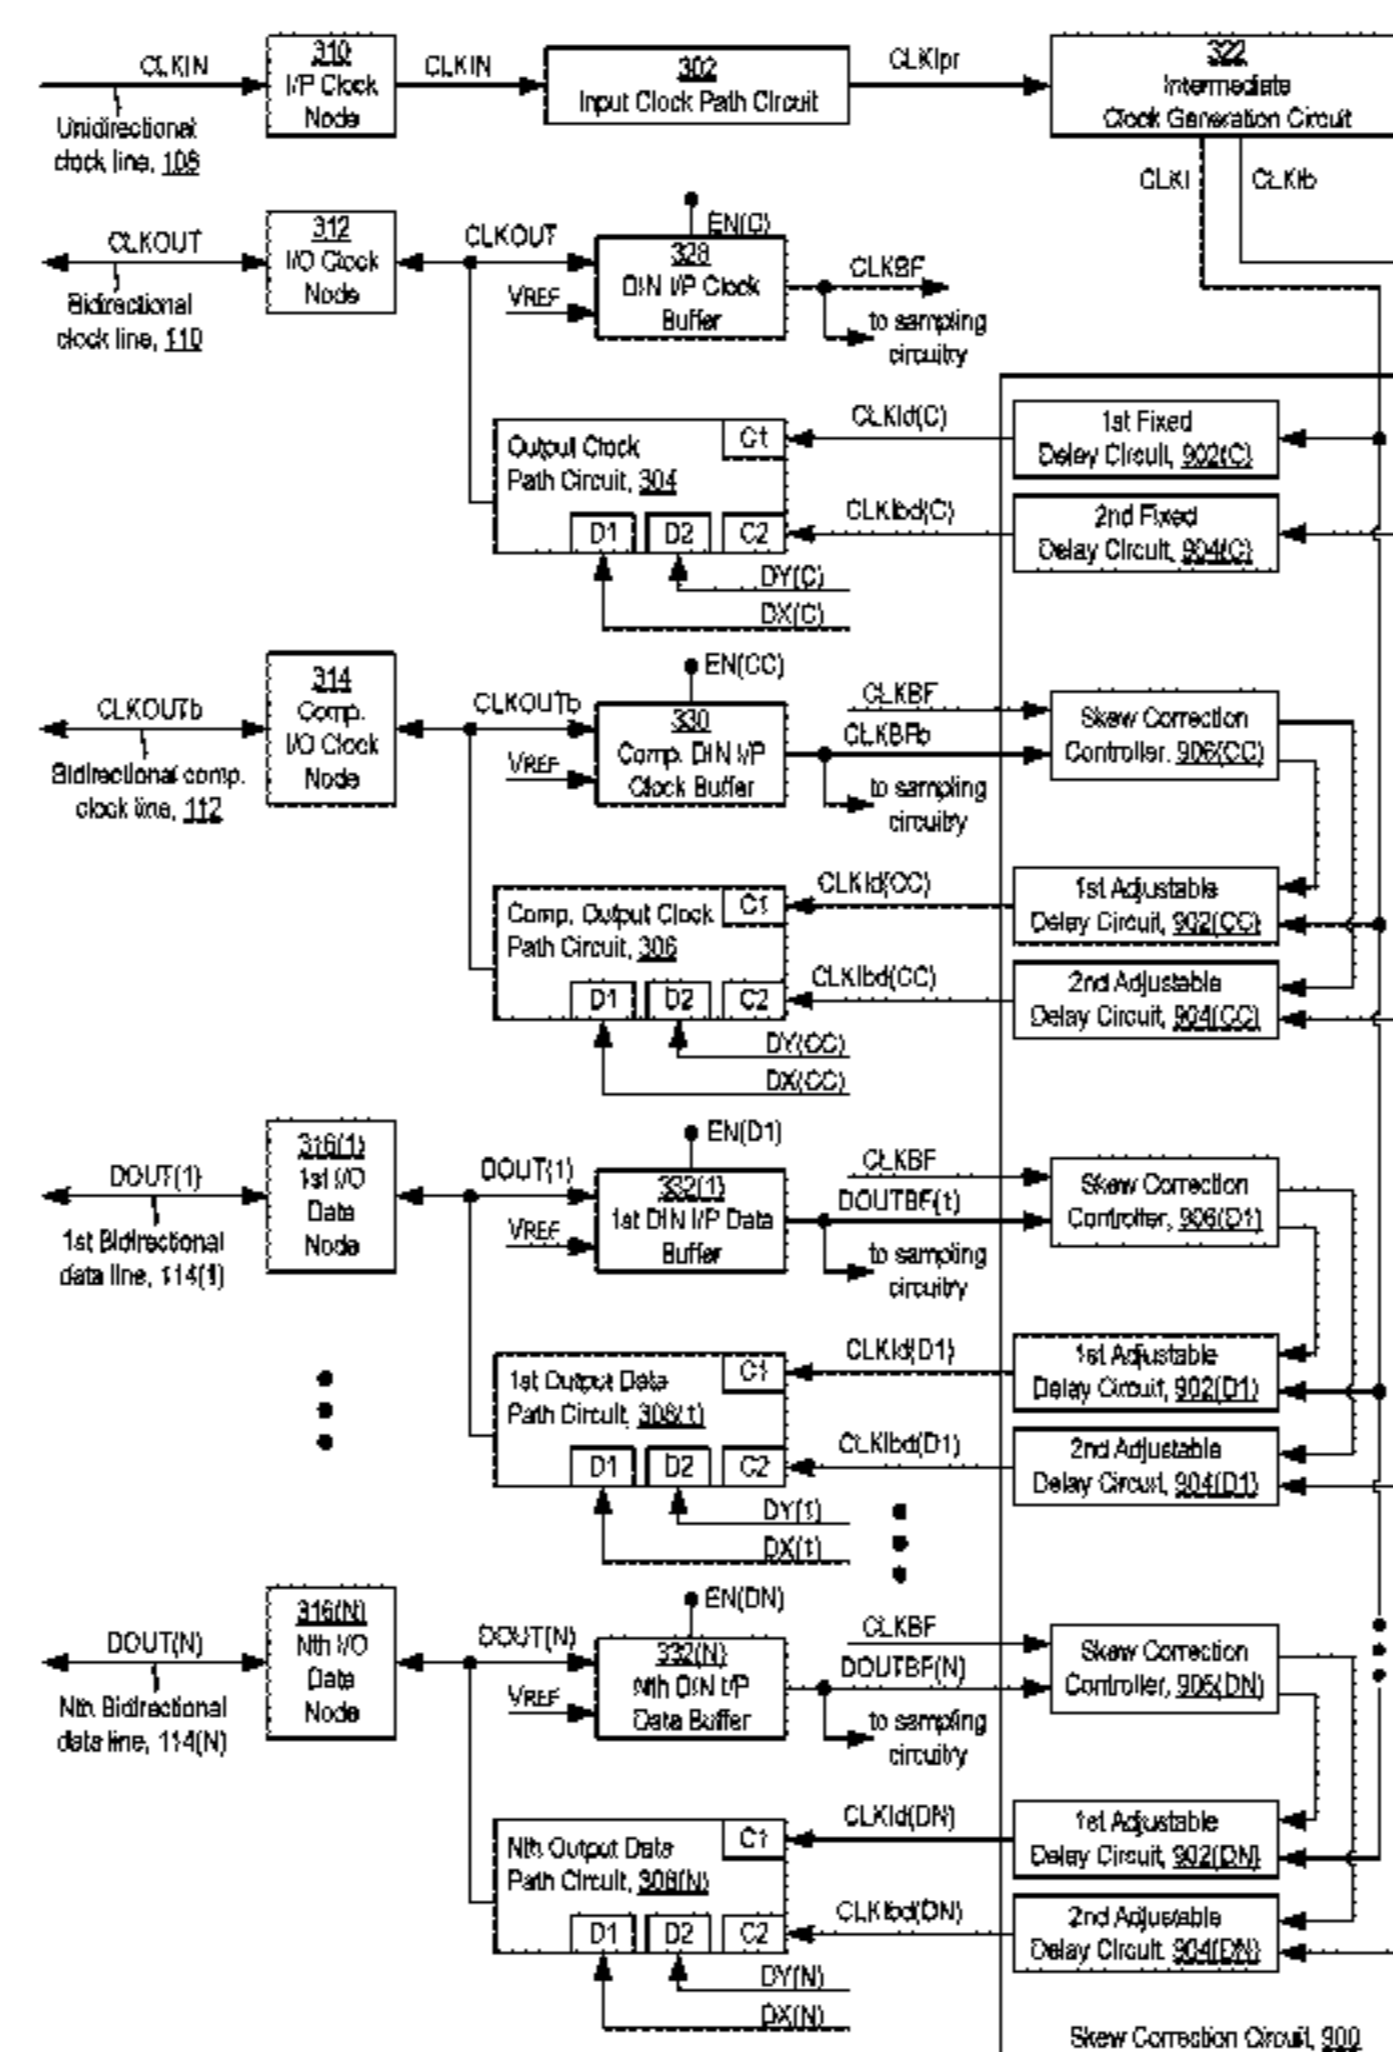 CLKIN
310
I/P Clock
Node
CLKIN
302
Input Clock Path Circuit
CLKIpr
322
Intermediate
Clock Generation Circuit
Unidirectional
clock line, 108
CLKI
CLKIb
CLKOUT
312
I/O Clock
Node
CLKOUT
EN(C)
328
DIN I/P Clock
Buffer
VREF
CLKBF
to sampling
circuitry
Bidirectional
clock line, 110
Output Clock
Path Circuit, 304
C1
D1
D2
C2
CLKId(C)
1st Fixed
Delay Circuit, 902(C)
CLKIbd(C)
2nd Fixed
Delay Circuit, 904(C)
DY(C)
DX(C)
CLKOUTb
314
Comp.
I/O Clock
Node
CLKOUTb
EN(CC)
330
Comp. DIN I/P
Clock Buffer
VREF
CLKBF
CLKBFb
to sampling
circuitry
Skew Correction
Controller, 906(CC)
Bidirectional comp.
clock line, 112
Comp. Output Clock
Path Circuit, 306
C1
D1
D2
C2
CLKId(CC)
1st Adjustable
Delay Circuit, 902(CC)
CLKIbd(CC)
2nd Adjustable
Delay Circuit, 904(CC)
DY(CC)
DX(CC)
DOUT(1)
316(1)
1st I/O
Data
Node
DOUT(1)
EN(D1)
332(1)
1st DIN I/P Data
Buffer
VREF
CLKBF
DOUTBF(1)
to sampling
circuitry
Skew Correction
Controller, 906(D1)
1st Bidirectional
data line, 114(1)
1st Output Data
Path Circuit, 308(1)
C1
D1
D2
C2
CLKId(D1)
1st Adjustable
Delay Circuit, 902(D1)
CLKIbd(D1)
2nd Adjustable
Delay Circuit, 904(D1)
DY(1)
DX(1)
DOUT(N)
316(N)
Nth I/O
Data
Node
DOUT(N)
EN(DN)
332(N)
Nth DIN I/P
Data Buffer
VREF
CLKBF
DOUTBF(N)
to sampling
circuitry
Skew Correction
Controller, 906(DN)
Nth Bidirectional
data line, 114(N)
Nth Output Data
Path Circuit, 308(N)
C1
D1
D2
C2
CLKId(DN)
1st Adjustable
Delay Circuit, 902(DN)
CLKIbd(DN)
2nd Adjustable
Delay Circuit 904(DN)
DY(N)
DX(N)
Skew Correction Circuit, 900